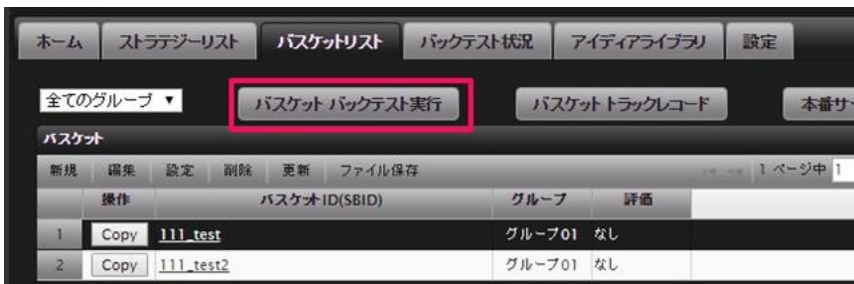 ホーム ストラテジーリスト バスケットリスト バックテスト状況 アイディアライブラリ 設定
全てのグループ ▼ バスケット バックテスト実行 バスケット トラックレコード 本番サー
バスケット
新規 編集 設定 削除 更新 ファイル保存 1 ページ中 1
操作 バスケットID(SBID) グループ 評価
1 Copy 111_test グループ01 なし
2 Copy 111_test2 グループ01 なし